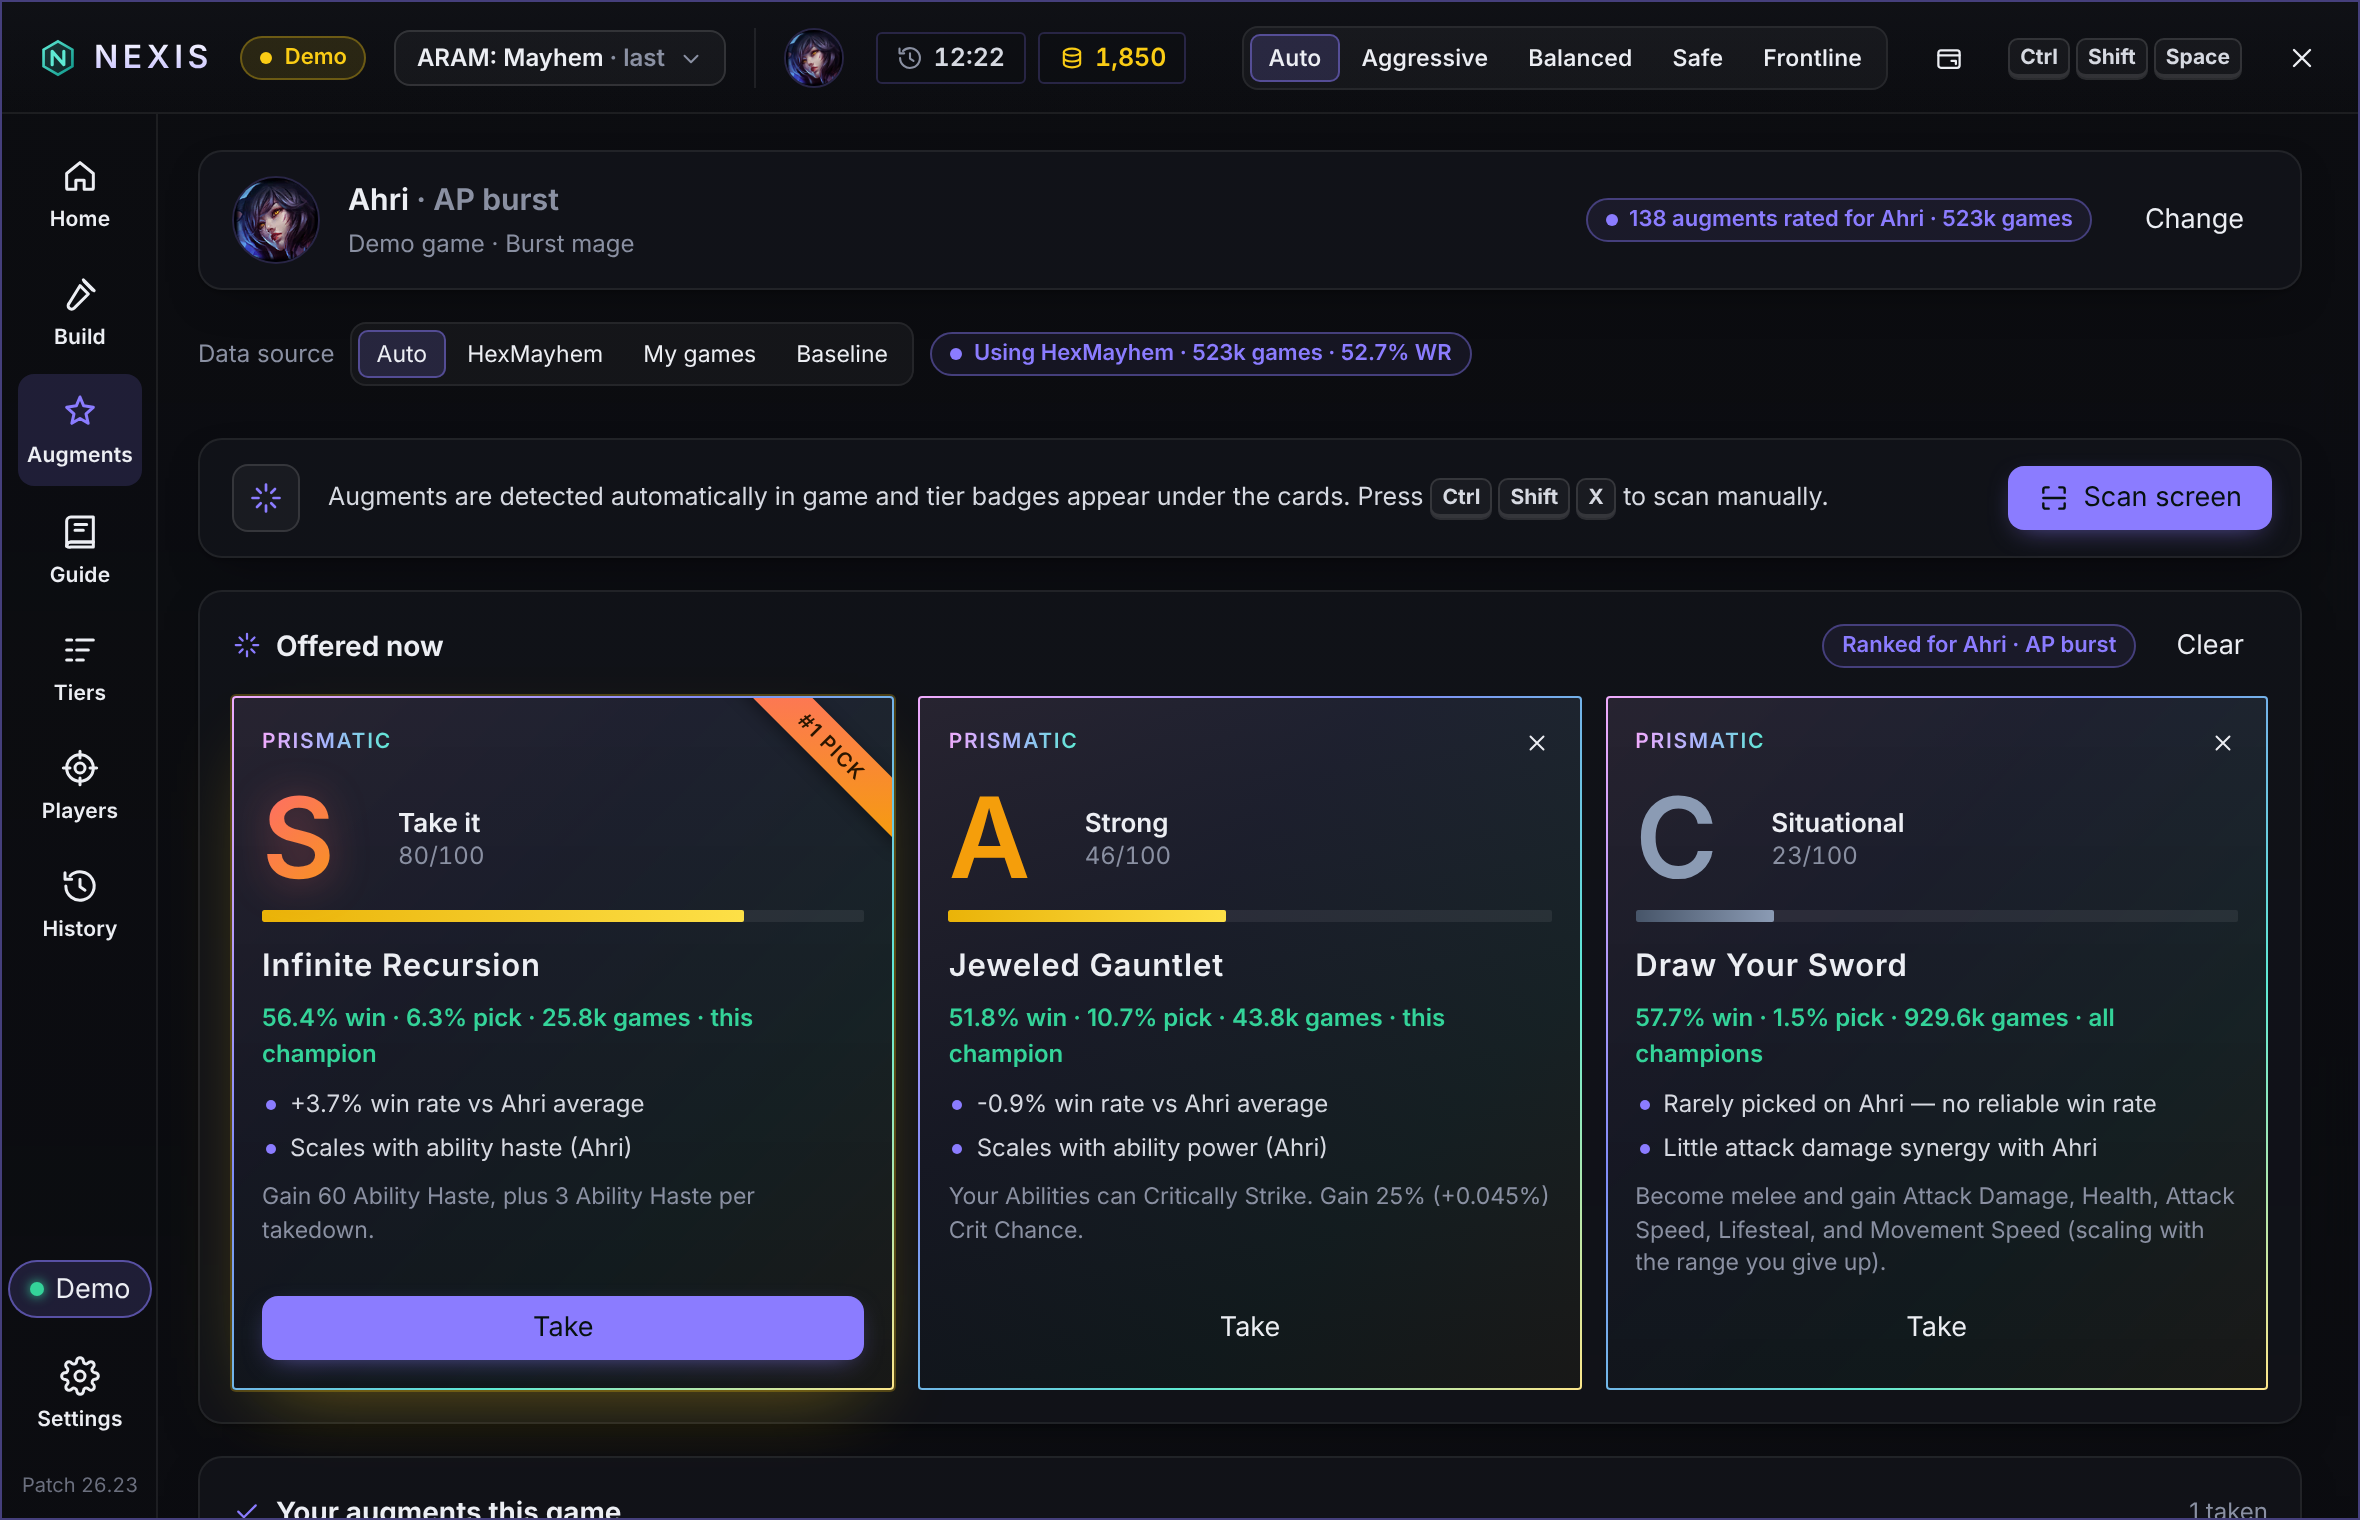 NEXIS
Demo
ARAM: Mayhem · last
12:22
1,850
Auto
Aggressive
Balanced
Safe
Frontline
Ctrl Shift Space
Home
Build
Augments
Guide
Tiers
Players
History
Demo
Settings
Patch 26.23
Ahri · AP burst
Demo game · Burst mage
138 augments rated for Ahri · 523k games
Change
Data source
Auto
HexMayhem
My games
Baseline
Using HexMayhem · 523k games · 52.7% WR
Augments are detected automatically in game and tier badges appear under the cards. Press Ctrl Shift X to scan manually.
Scan screen
Offered now
Ranked for Ahri · AP burst
Clear
PRISMATIC
#1 PICK
S
Take it
80/100
Infinite Recursion
56.4% win · 6.3% pick · 25.8k games · this
champion
+3.7% win rate vs Ahri average
Scales with ability haste (Ahri)
Gain 60 Ability Haste, plus 3 Ability Haste per
takedown.
Take
PRISMATIC
A
Strong
46/100
Jeweled Gauntlet
51.8% win · 10.7% pick · 43.8k games · this
champion
-0.9% win rate vs Ahri average
Scales with ability power (Ahri)
Your Abilities can Critically Strike. Gain 25% (+0.045%)
Crit Chance.
Take
PRISMATIC
C
Situational
23/100
Draw Your Sword
57.7% win · 1.5% pick · 929.6k games · all
champions
Rarely picked on Ahri — no reliable win rate
Little attack damage synergy with Ahri
Become melee and gain Attack Damage, Health, Attack
Speed, Lifesteal, and Movement Speed (scaling with
the range you give up).
Take
Your augments this game
1 taken